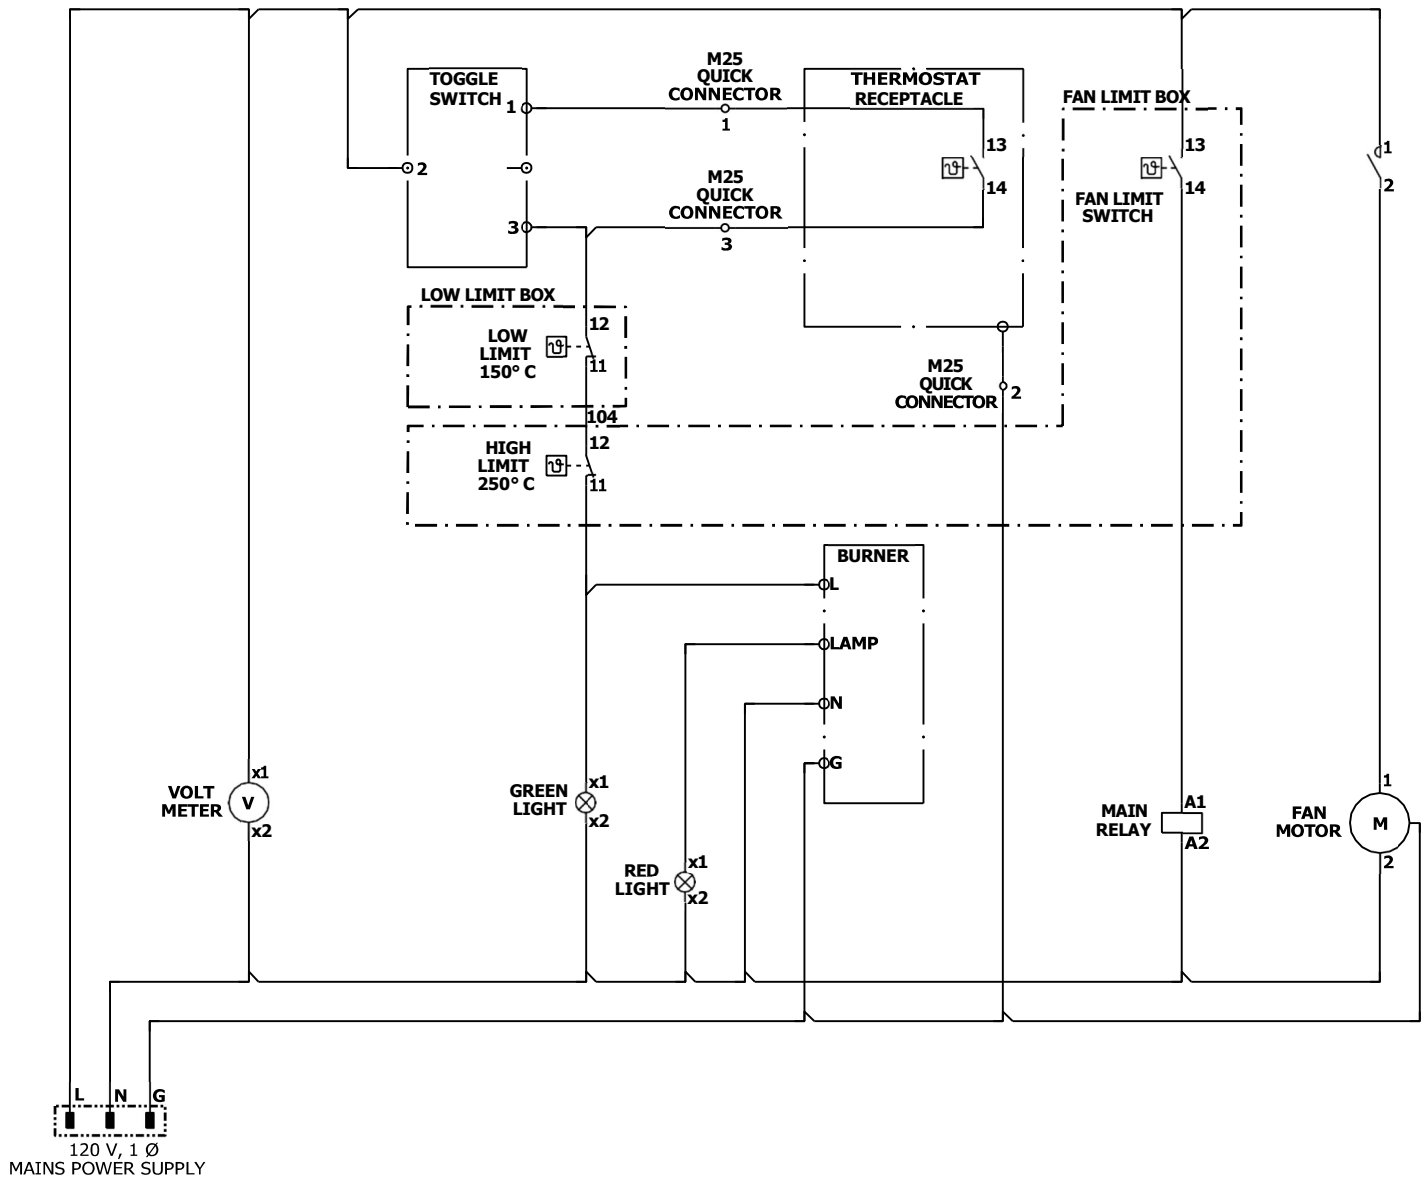 TOGGLE
SWITCH
1
2
3
M25
QUICK
CONNECTOR
1
M25
QUICK
CONNECTOR
3
THERMOSTAT
RECEPTACLE
13
14
FAN LIMIT BOX
13
14
FAN LIMIT
SWITCH
1
2
LOW LIMIT BOX
LOW
LIMIT
150° C
12
11
104
HIGH
LIMIT
250° C
12
11
M25
QUICK
CONNECTOR
2
BURNER
L
LAMP
N
G
VOLT
METER
x1
V
x2
GREEN
LIGHT
x1
x2
RED
LIGHT
x1
x2
MAIN
RELAY
A1
A2
FAN
MOTOR
1
M
2
L N G
120 V, 1 Ø
MAINS POWER SUPPLY